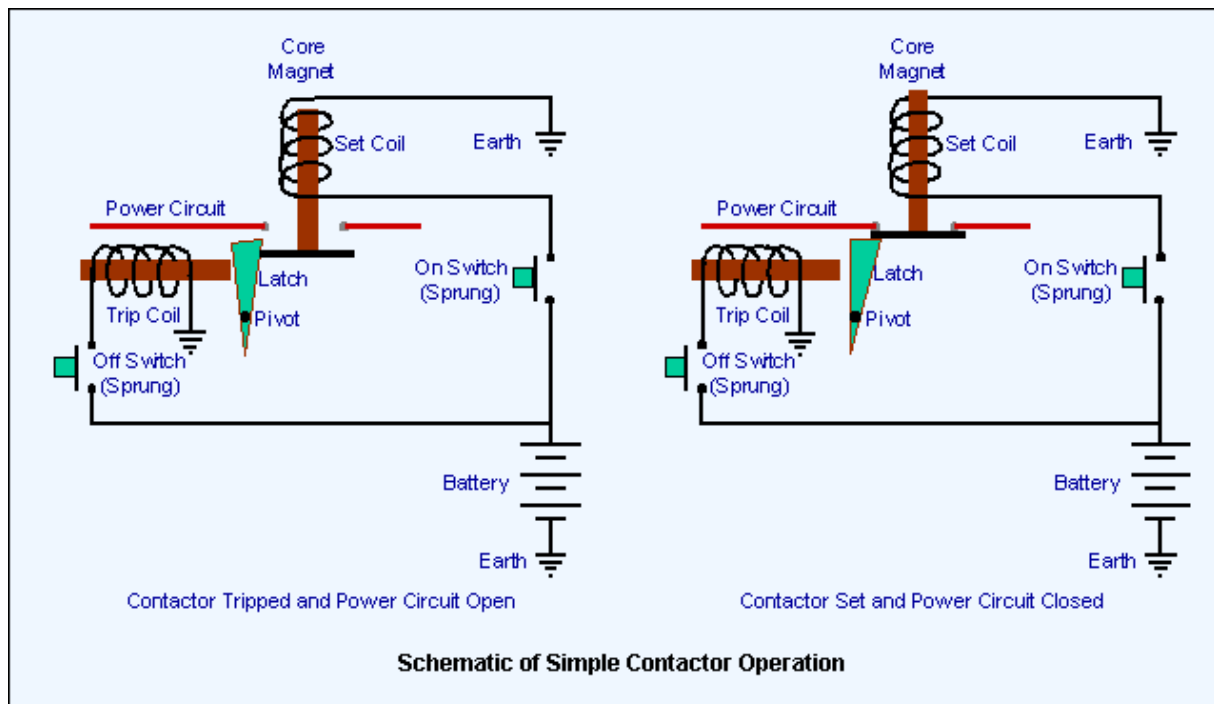 Core
Magnet
Set Coil
Earth
Power Circuit
Latch
On Switch
(Sprung)
Trip Coil
Pivot
Off Switch
(Sprung)
Battery
Earth
Contactor Tripped and Power Circuit Open
Core
Magnet
Set Coil
Earth
Power Circuit
Latch
On Switch
(Sprung)
Trip Coil
Pivot
Off Switch
(Sprung)
Battery
Earth
Contactor Set and Power Circuit Closed
Schematic of Simple Contactor Operation